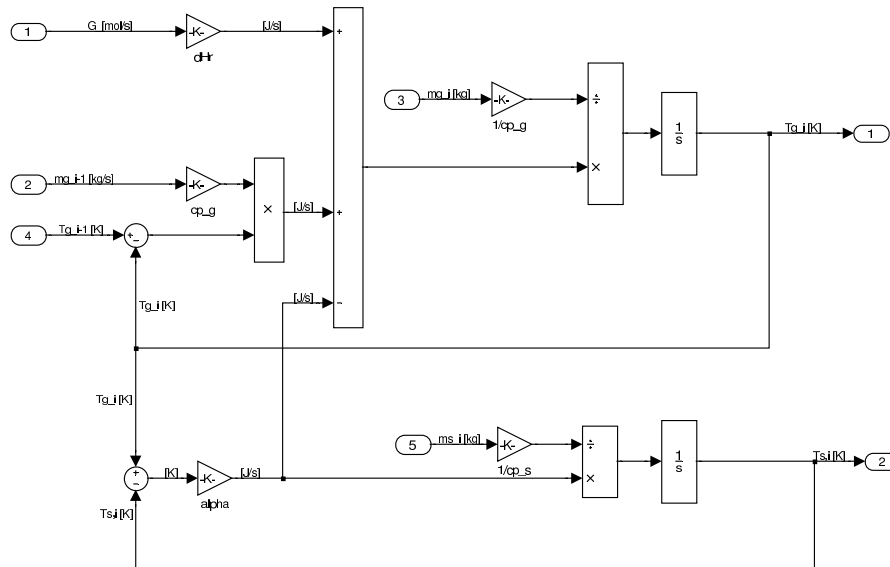 1
G [mol/s]
-K-
dHr
[J/s]
+
3
mg_i [kg]
-K-
1/cp_g
÷
×
1
s
Tg_i [K]
1
2
mg_i-1 [kg/s]
-K-
cp_g
×
[J/s]
+
4
Tg_i-1 [K]
+
−
[J/s]
−
Tg_i [K]
Tg_i [K]
5
ms_i [kg]
-K-
1/cp_s
÷
×
1
s
Ts,i [K]
2
+
−
[K]
-K-
alpha
[J/s]
Ts,i [K]